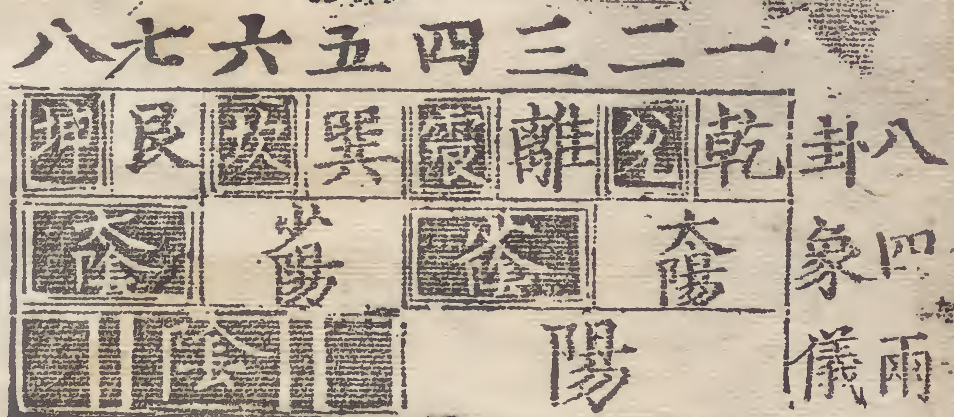 一二三四五六七八
八卦 乾 兌 離 震 巽 坎 艮 坤
四象 太陽 少陰 少陽 太陰
兩儀 陽 陰